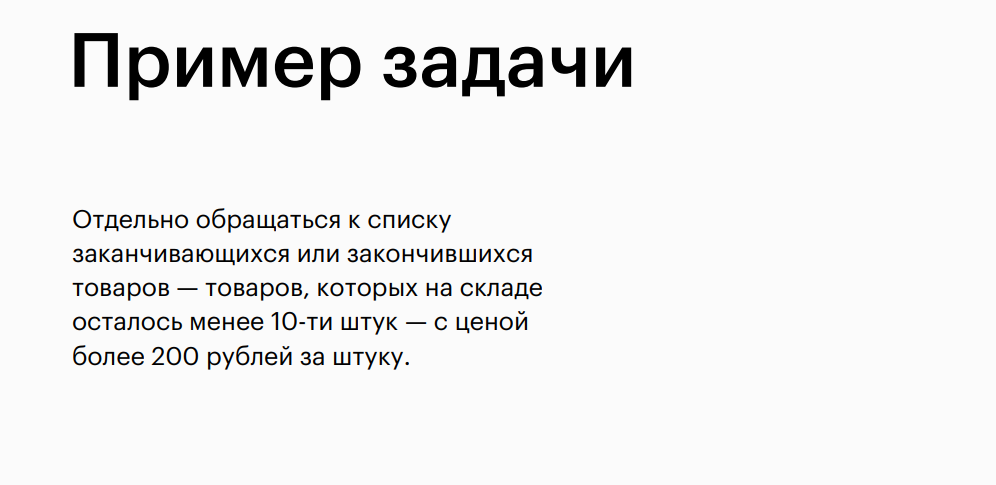 Пример задачи
Отдельно обращаться к списку
заканчивающихся или закончившихся
товаров — товаров, которых на складе
осталось менее 10-ти штук — с ценой
более 200 рублей за штуку.